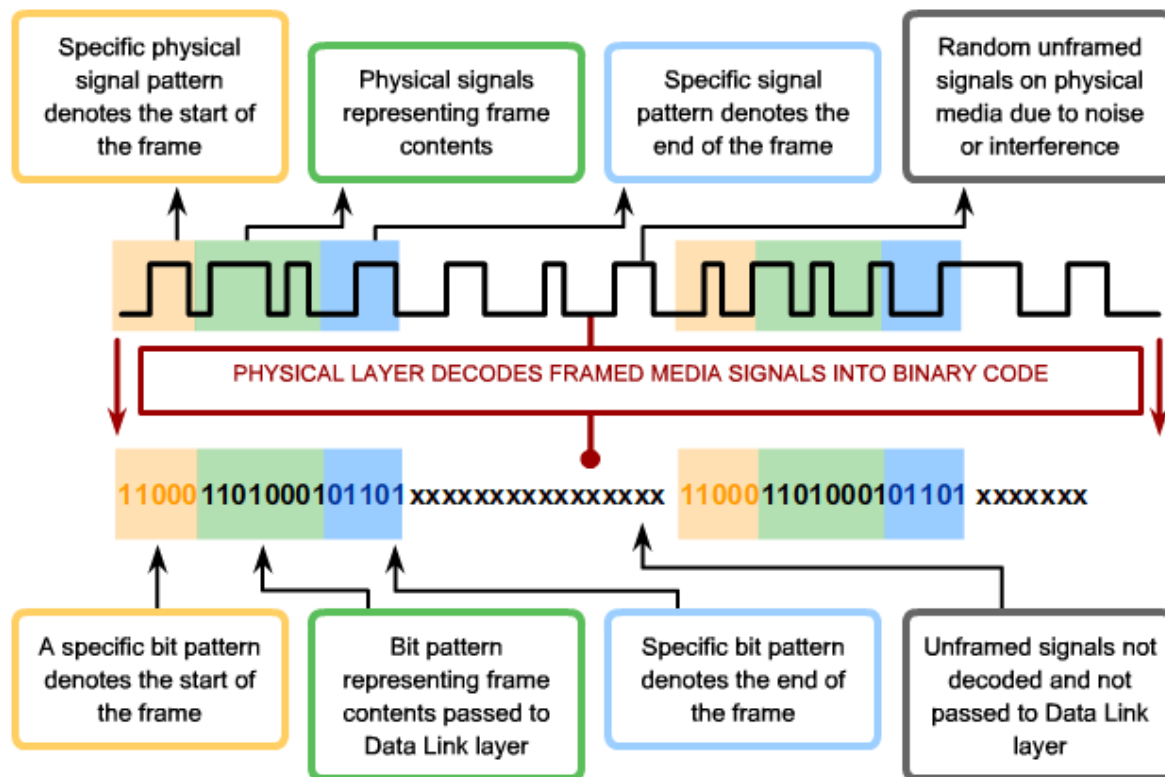 Specific physical
signal pattern
denotes the start of
the frame
Physical signals
representing frame
contents
Specific signal
pattern denotes the
end of the frame
Random unframed
signals on physical
media due to noise
or interference
PHYSICAL LAYER DECODES FRAMED MEDIA SIGNALS INTO BINARY CODE
110001101000101101 xxxxxxxxxxxxxxxx 110001101000101101 xxxxxxx
A specific bit pattern
denotes the start of
the frame
Bit pattern
representing frame
contents passed to
Data Link layer
Specific bit pattern
denotes the end of
the frame
Unframed signals not
decoded and not
passed to Data Link
layer